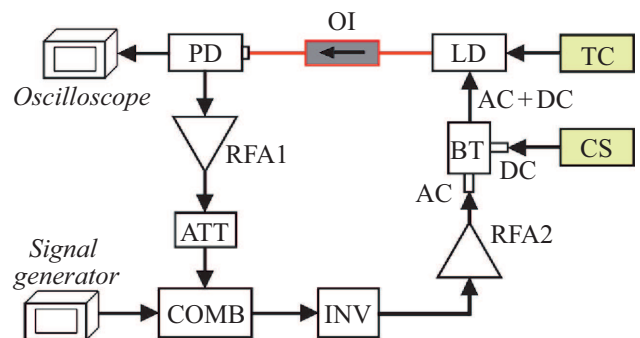 OI
PD
LD
TC
Oscilloscope
AC + DC
RFA1
BT
CS
DC
AC
ATT
RFA2
Signal
generator
COMB
INV